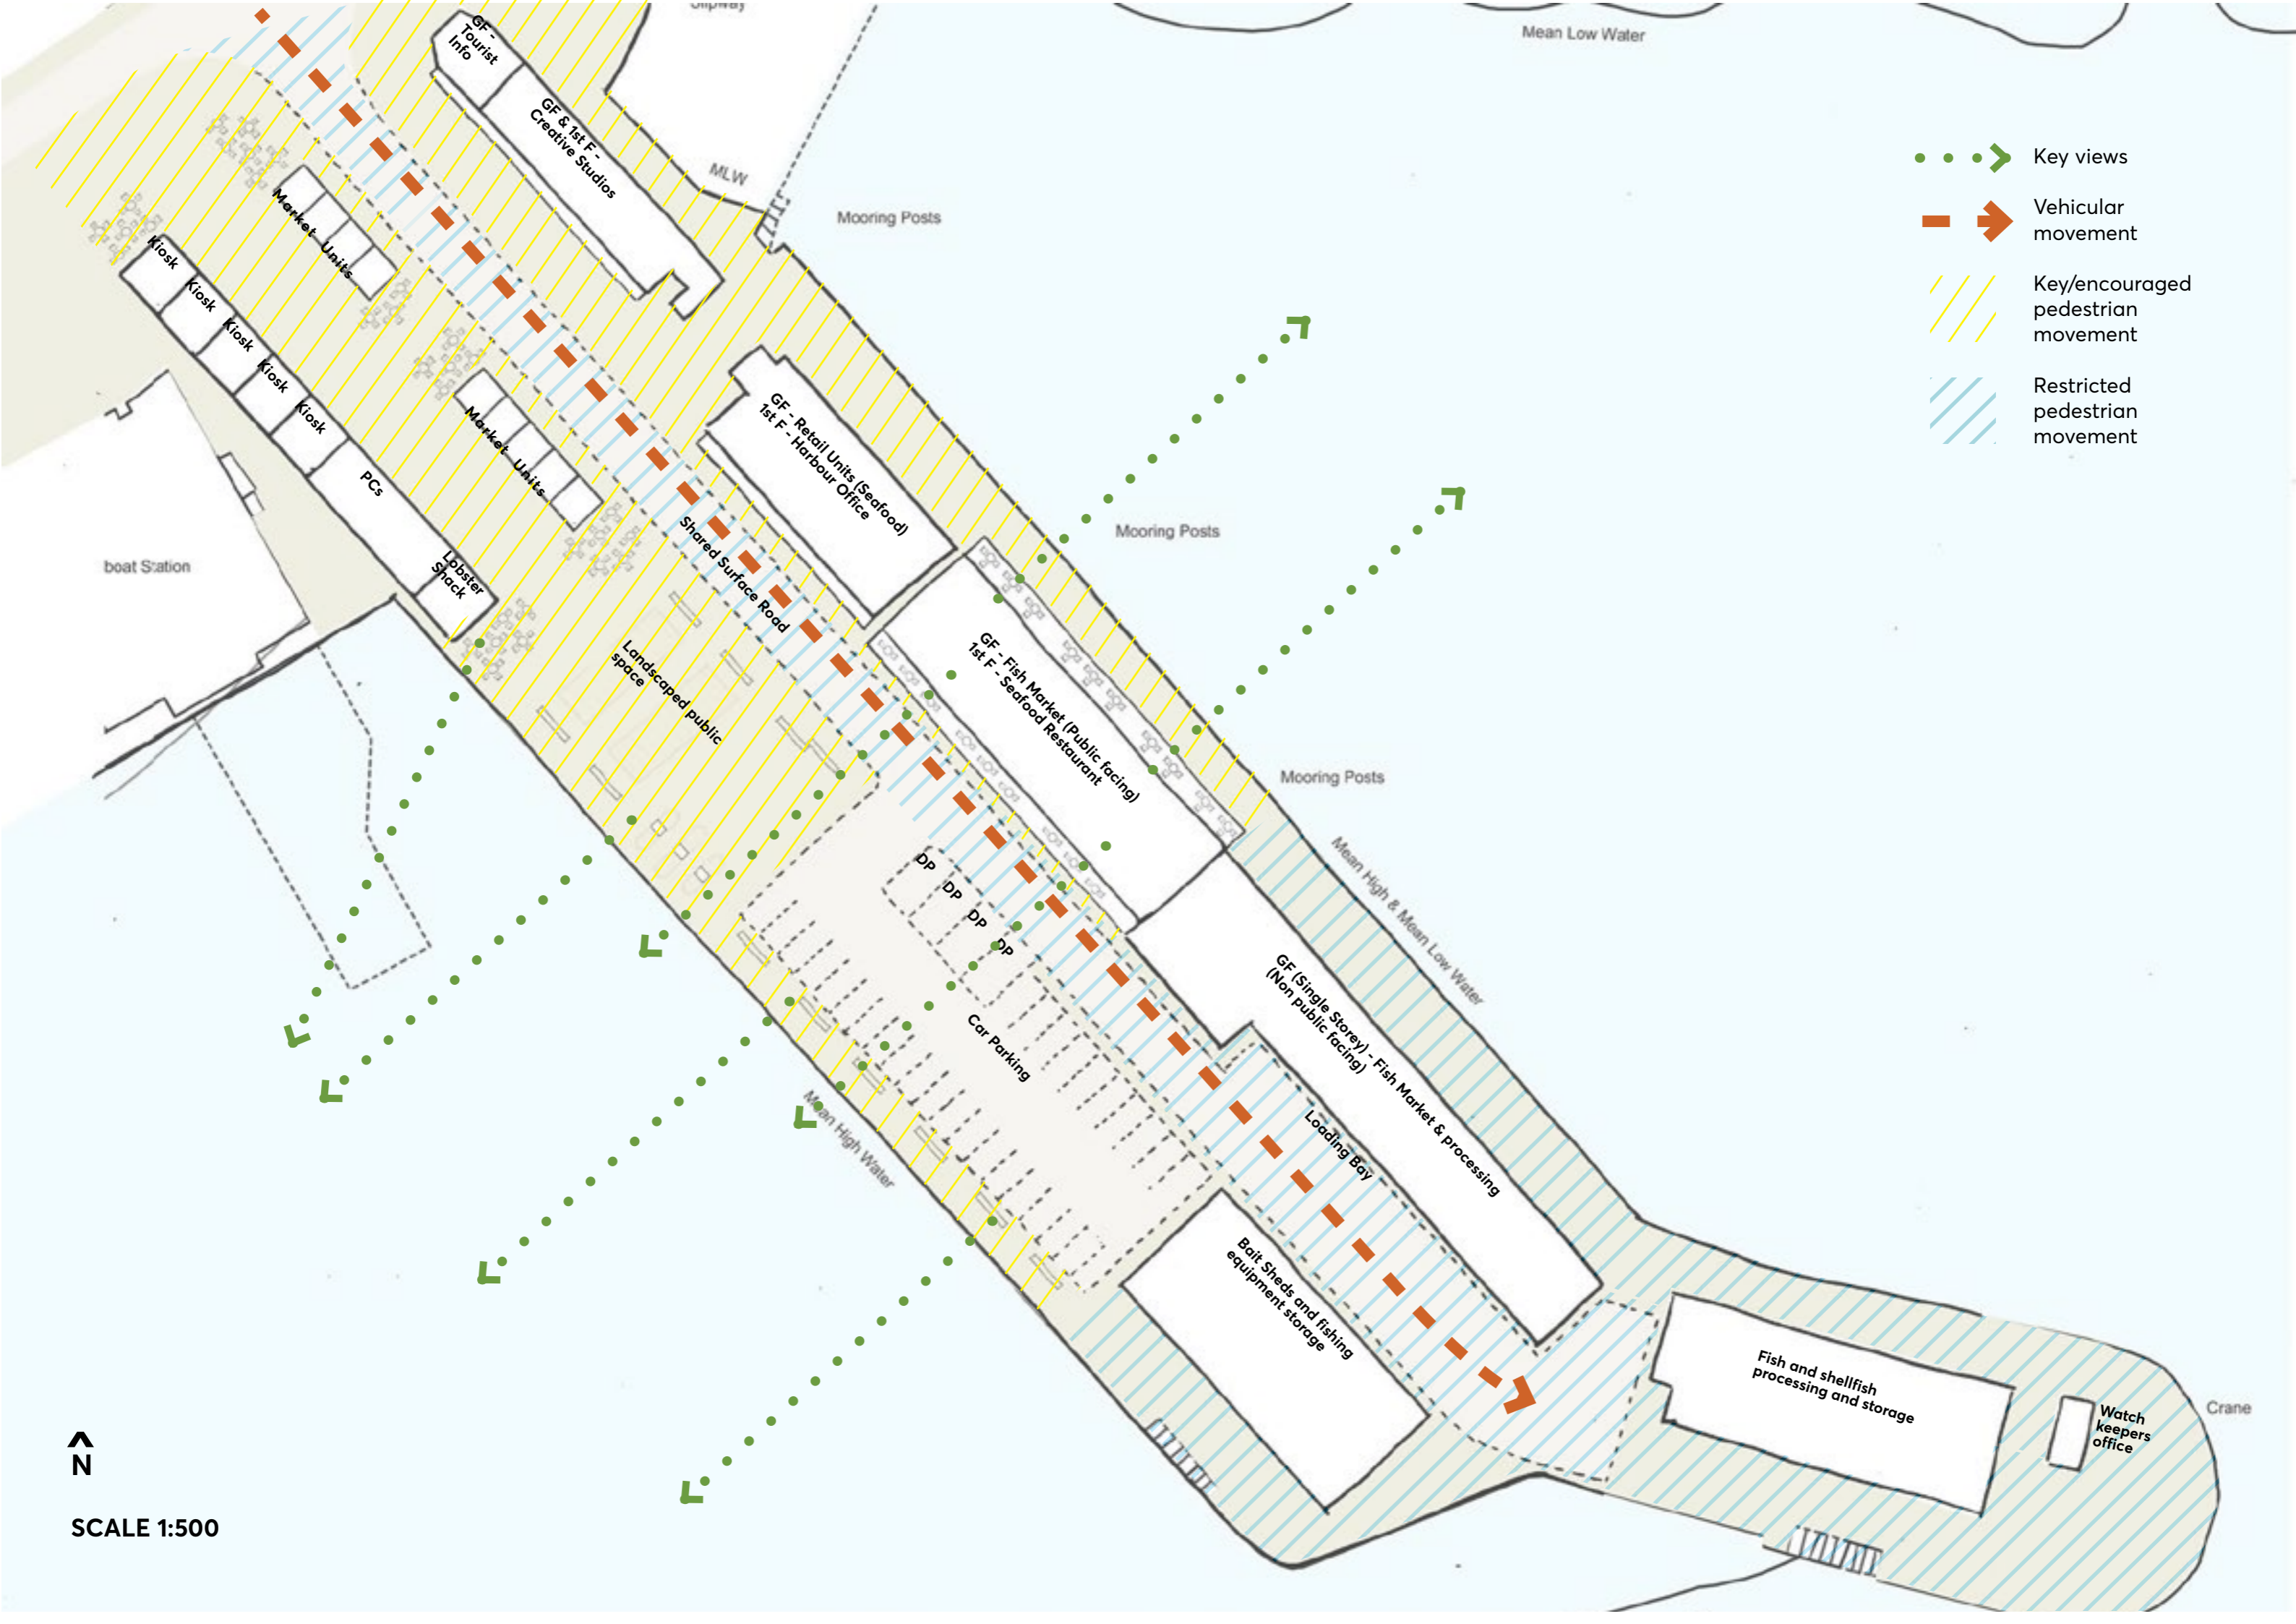 Slipway
Mean Low Water
GF -
Tourist
Info
GF & 1st F -
Creative Studios
MLW
Mooring Posts
Key views
Vehicular
movement
Key/encouraged
pedestrian
movement
Restricted
pedestrian
movement
Market Units
Kiosk
Kiosk
Kiosk
Kiosk
Kiosk
PCs
Lobster
Shack
Market Units
GF - Retail Units (Seafood)
1st F - Harbour Office
Shared Surface Road
Mooring Posts
boat Station
Landscaped public
space
GF - Fish Market (Public facing)
1st F - Seafood Restaurant
Mooring Posts
Mean High & Mean Low Water
DP
DP
DP
DP
Car Parking
GF (Single Storey) - Fish Market & processing
(Non public facing)
Loading Bay
Mean High Water
Bait Sheds and fishing
equipment storage
Fish and shellfish
processing and storage
Watch
keepers
office
Crane
N
SCALE 1:500